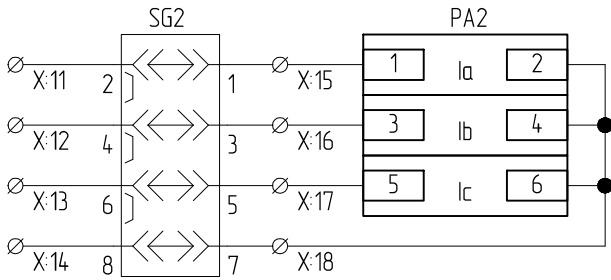 SG2 PA2
1 Ia 2
X:11 2 1 X:15
3 Ib 4
X:12 4 3 X:16
5 Ic 6
X:13 6 5 X:17
X:14 8 7 X:18